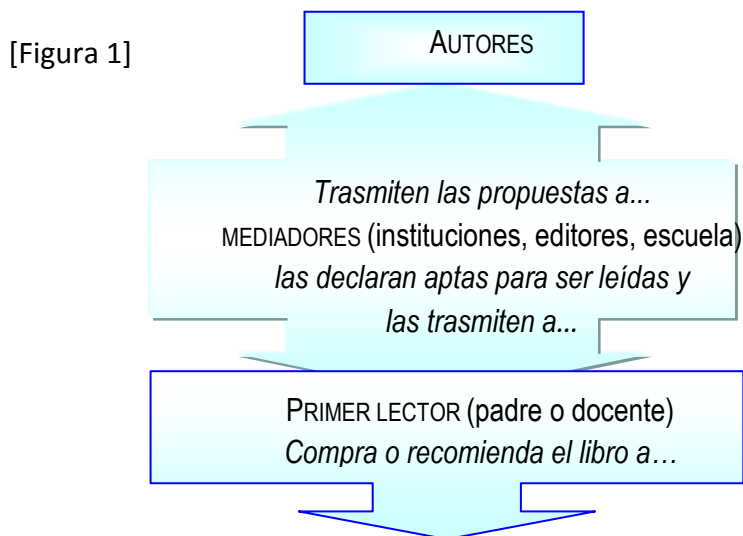 [Figura 1]
AUTORES
Trasmiten las propuestas a...
MEDIADORES (instituciones, editores, escuela)
las declaran aptas para ser leídas y
las trasmiten a...
PRIMER LECTOR (padre o docente)
Compra o recomienda el libro a…